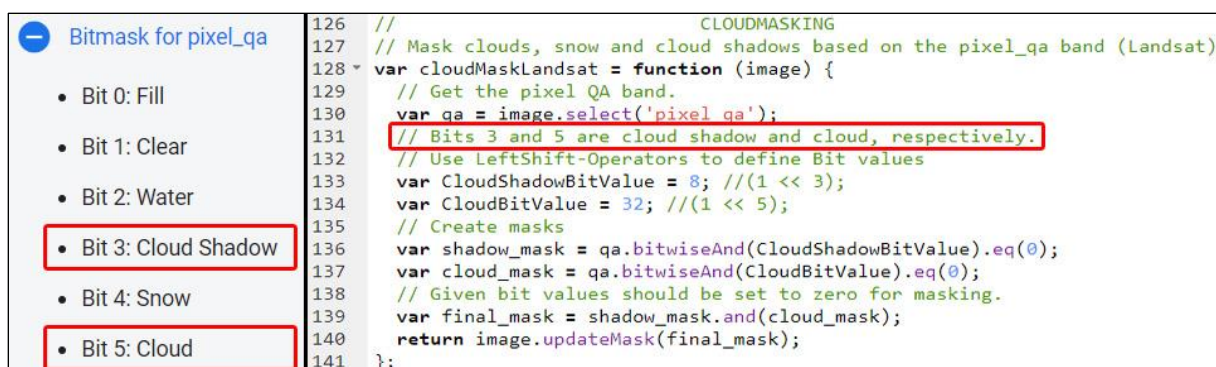 Bitmask for pixel_qa
• Bit 0: Fill
• Bit 1: Clear
• Bit 2: Water
• Bit 3: Cloud Shadow
• Bit 4: Snow
• Bit 5: Cloud
126 // CLOUDMASKING
127 // Mask clouds, snow and cloud shadows based on the pixel_qa band (Landsat)
128 var cloudMaskLandsat = function (image) {
129 // Get the pixel QA band.
130 var qa = image.select('pixel_qa');
131 // Bits 3 and 5 are cloud shadow and cloud, respectively.
132 // Use LeftShift-Operators to define Bit values
133 var CloudShadowBitValue = 8; //(1 << 3);
134 var CloudBitValue = 32; //(1 << 5);
135 // Create masks
136 var shadow_mask = qa.bitwiseAnd(CloudShadowBitValue).eq(0);
137 var cloud_mask = qa.bitwiseAnd(CloudBitValue).eq(0);
138 // Given bit values should be set to zero for masking.
139 var final_mask = shadow_mask.and(cloud_mask);
140 return image.updateMask(final_mask);
141 };